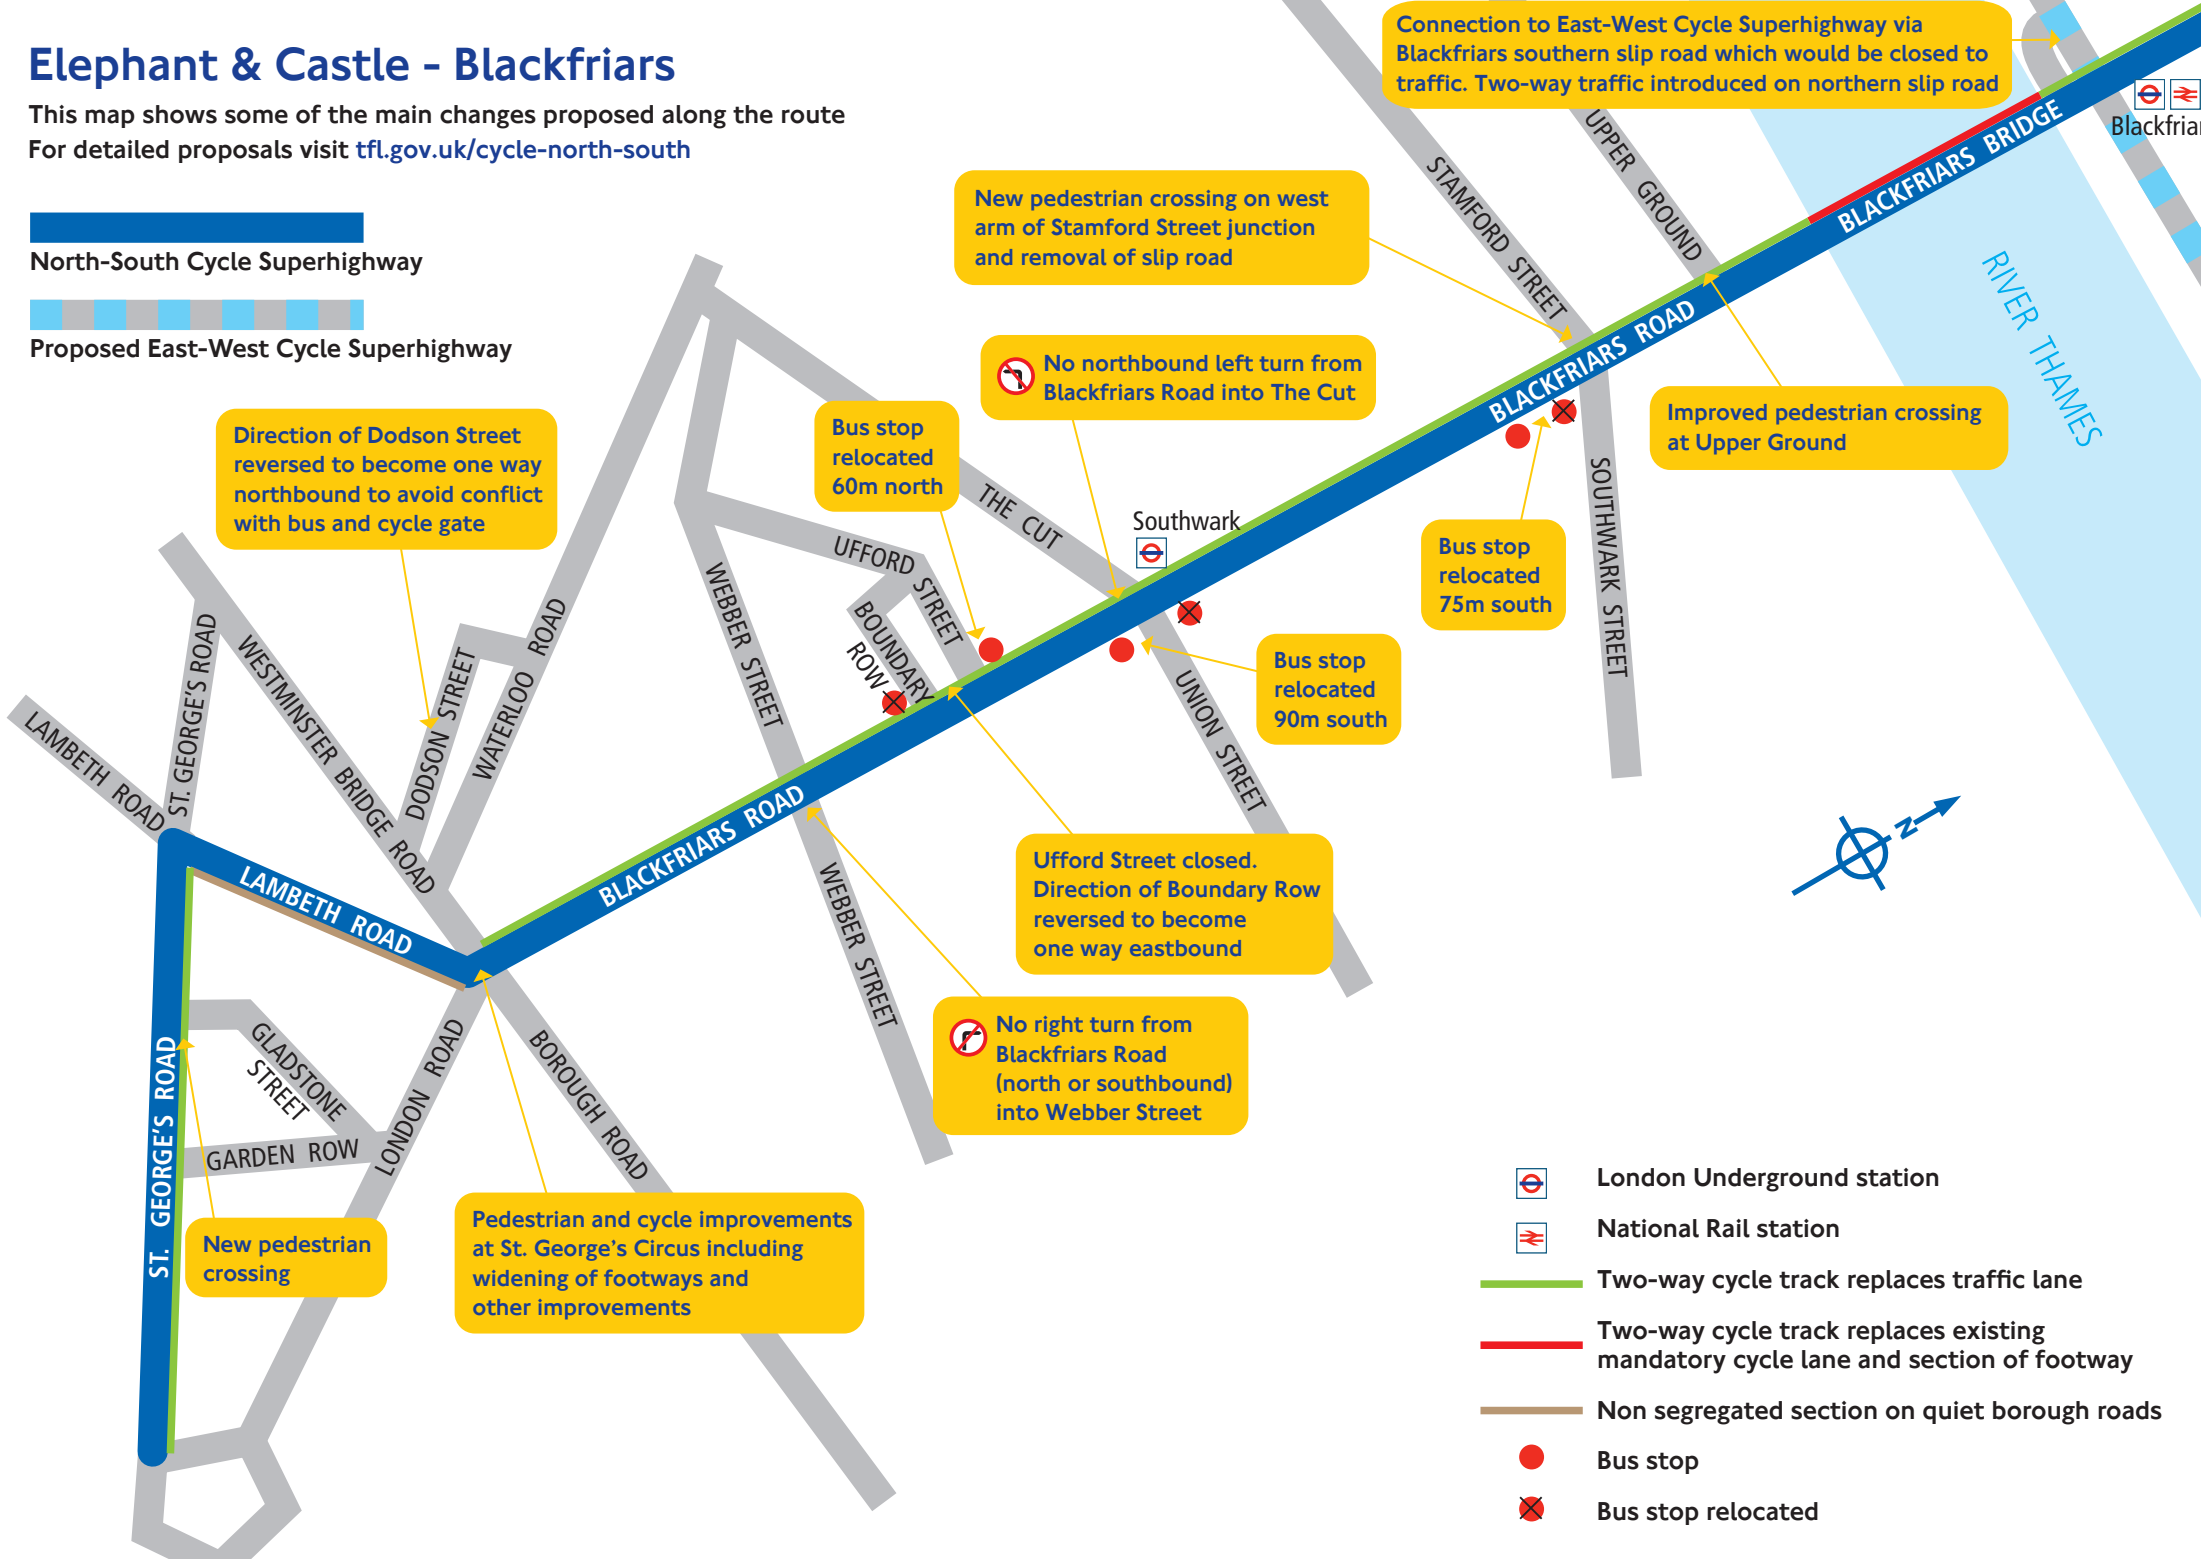 Elephant & Castle - Blackfriars
This map shows some of the main changes proposed along the route
For detailed proposals visit tfl.gov.uk/cycle-north-south
North-South Cycle Superhighway
Proposed East-West Cycle Superhighway
Connection to East-West Cycle Superhighway via
Blackfriars southern slip road which would be closed to
traffic. Two-way traffic introduced on northern slip road
Blackfriar
BLACKFRIARS BRIDGE
UPPER GROUND
STAMFORD STREET
RIVER THAMES
New pedestrian crossing on west
arm of Stamford Street junction
and removal of slip road
BLACKFRIARS ROAD
No northbound left turn from
Blackfriars Road into The Cut
Improved pedestrian crossing
at Upper Ground
Bus stop
relocated
60m north
Direction of Dodson Street
reversed to become one way
northbound to avoid conflict
with bus and cycle gate
THE CUT
Southwark
SOUTHWARK STREET
Bus stop
relocated
75m south
UFFORD STREET
BOUNDARY
ROW
WEBBER STREET
Bus stop
relocated
90m south
UNION STREET
ST. GEORGE'S ROAD
WESTMINSTER BRIDGE ROAD
DODSON STREET
WATERLOO ROAD
LAMBETH ROAD
LAMBETH ROAD
BLACKFRIARS ROAD
N
Ufford Street closed.
Direction of Boundary Row
reversed to become
one way eastbound
WEBBER STREET
No right turn from
Blackfriars Road
(north or southbound)
into Webber Street
GLADSTONE
STREET
GARDEN ROW
LONDON ROAD
BOROUGH ROAD
ST. GEORGE'S ROAD
New pedestrian
crossing
Pedestrian and cycle improvements
at St. George's Circus including
widening of footways and
other improvements
London Underground station
National Rail station
Two-way cycle track replaces traffic lane
Two-way cycle track replaces existing
mandatory cycle lane and section of footway
Non segregated section on quiet borough roads
Bus stop
Bus stop relocated